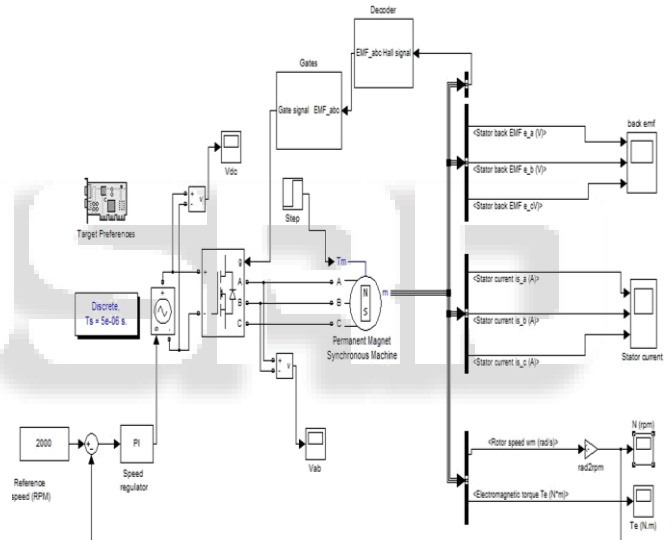 Decoder
EMF_abc Hall signal
Gates
Gate signal EMF_abc
back emf
<Stator back EMF e_a (V)>
<Stator back EMF e_b (V)>
<Stator back EMF e_cV)>
Vdc
+
-
v
Step
Target Preferences
Tm
g
A
B
C
+
-
A
B
C
N
S
m
Permanent Magnet
Synchronous Machine
Discrete,
Ts = 5e-06 s.
+
-
s
<Stator current is_a (A)>
<Stator current is_b (A)>
<Stator current is_c (A)>
Stator current
+
-
v
Vab
2000
Reference
speed (RPM)
+
-
PI
Speed
regulator
<Rotor speed wm (rad/s)>
rad2rpm
N (rpm)
<Electromagnetic torque Te (N*m)>
Te (N.m)